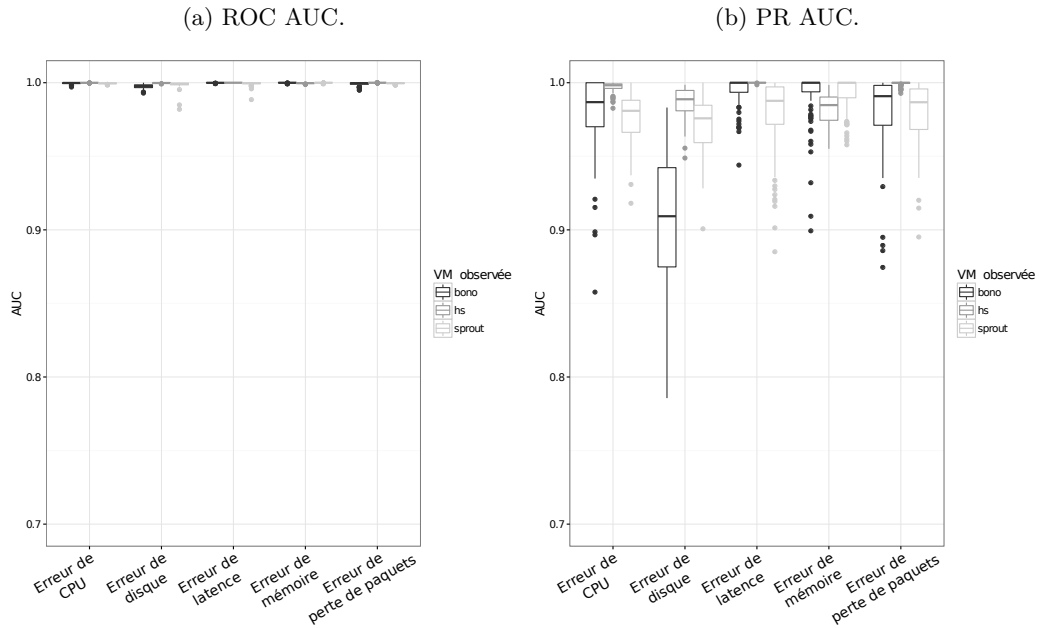 (a) ROC AUC.
1.0
0.9
0.8
0.7
AUC
Erreur de
CPU
Erreur de
disque
Erreur de
latence
Erreur de
mémoire
Erreur de
perte de paquets
VM observée
bono
hs
sprout
(b) PR AUC.
1.0
0.9
0.8
0.7
AUC
Erreur de
CPU
Erreur de
disque
Erreur de
latence
Erreur de
mémoire
Erreur de
perte de paquets
VM observée
bono
hs
sprout